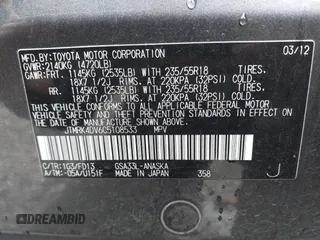 MFD. BY: TOYOTA MOTOR CORPORATION 03/12
GVWR: 2140KG (4720LB)
GAWR: FRT. 1145KG (2535LB) WITH 235/55R18 TIRES,
18X7 1/2J RIMS, AT 220KPA (32PSI) COLD.
RR. 1145KG (2535LB) WITH 235/55R18 TIRES,
18X7 1/2J RIMS, AT 220KPA (32PSI) COLD.
THIS VEHICLE CONFORMS TO ALL APPLICABLE FEDERAL MOTOR
VEHICLE SAFETY AND THEFT PREVENTION STANDARDS IN EFFECT
ON THE DATE OF MANUFACTURE SHOWN ABOVE.
JTMRK4DV6C5108533 MPV
C/TR: 1G3/FD13 GSA33L-ANASKA
A/TM: -05A/U151F MADE IN JAPAN 358 J
DREAMBID